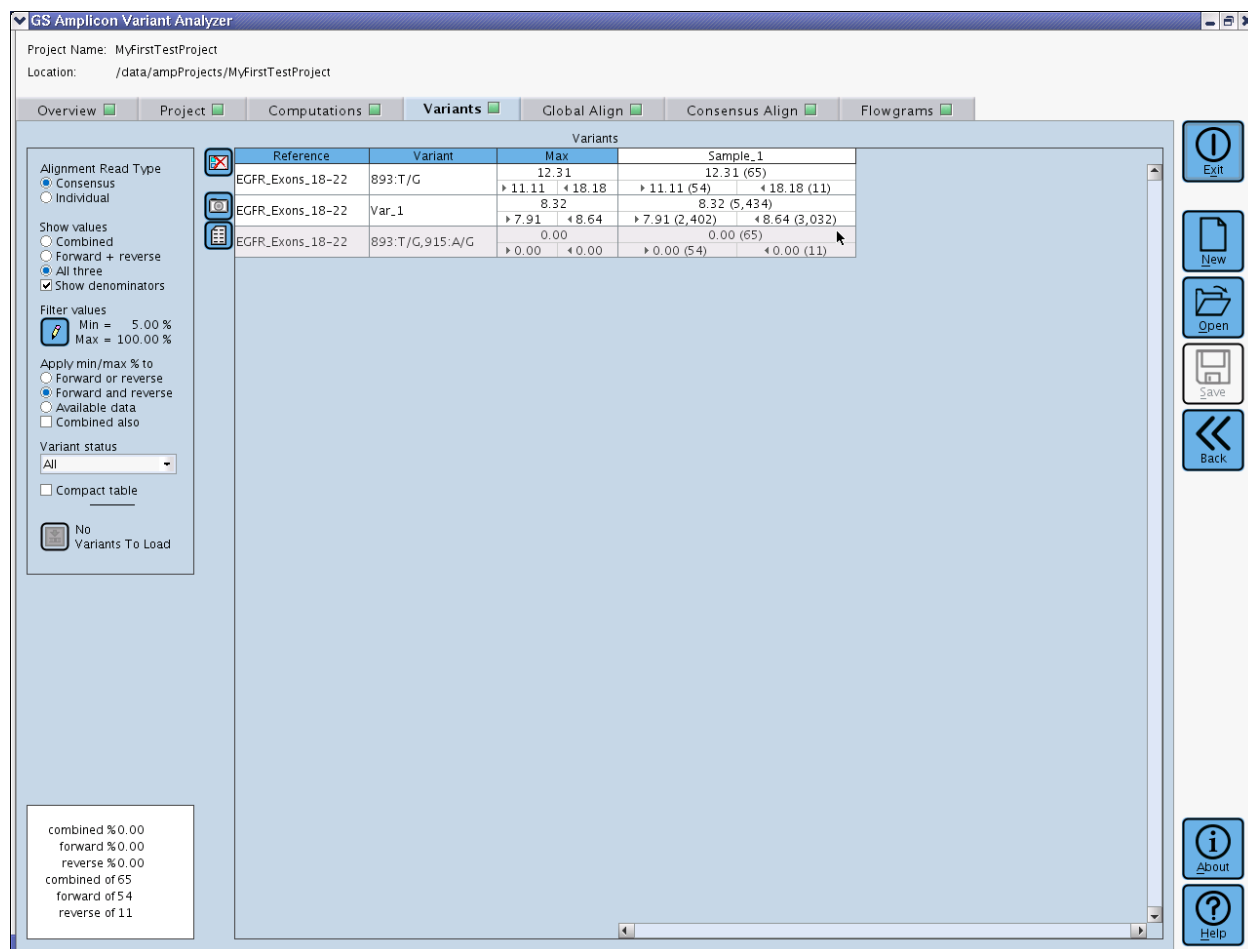 GS Amplicon Variant Analyzer
Project Name: MyFirstTestProject
Location: /data/ampProjects/MyFirstTestProject
Overview Project Computations Variants Global Align Consensus Align Flowgrams
Variants
Alignment Read Type
Consensus
Individual
Show values
Combined
Forward + reverse
All three
Show denominators
Filter values
Min = 5.00 %
Max = 100.00 %
Apply min/max % to
Forward or reverse
Forward and reverse
Available data
Combined also
Variant status
All
Compact table
No
Variants To Load
Reference Variant Max Sample_1
12.31 12.31 (65)
EGFR_Exons_18-22 893:T/G
11.11 18.18 11.11 (54) 18.18 (11)
8.32 8.32 (5,434)
EGFR_Exons_18-22 Var_1
7.91 8.64 7.91 (2,402) 8.64 (3,032)
0.00 0.00 (65)
EGFR_Exons_18-22 893:T/G,915:A/G
0.00 0.00 0.00 (54) 0.00 (11)
Exit
New
Open
Save
Back
combined %0.00
forward %0.00
reverse %0.00
combined of 65
forward of 54
reverse of 11
About
Help